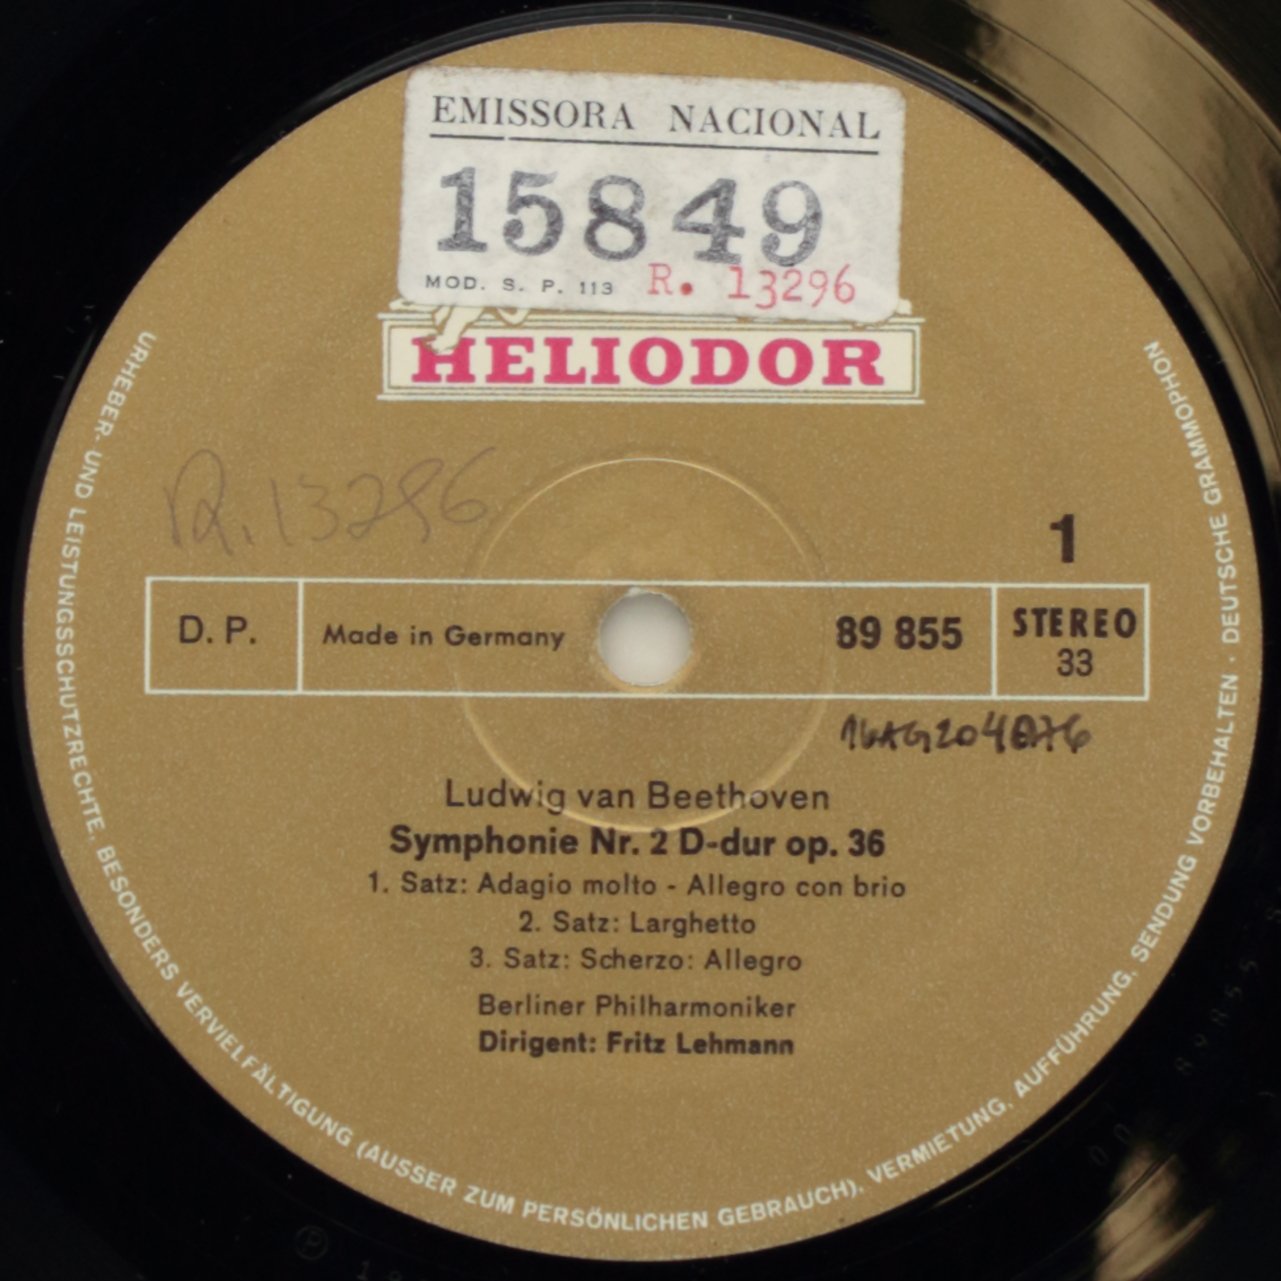 EMISSORA NACIONAL
15849
MOD. S. P. 113 R. 13296
HELIODOR
R. 13296
1
D. P. Made in Germany 89 855 STEREO
33
Ludwig van Beethoven
Symphonie Nr. 2 D-dur op. 36
1. Satz: Adagio molto - Allegro con brio
2. Satz: Larghetto
3. Satz: Scherzo: Allegro
Berliner Philharmoniker
Dirigent: Fritz Lehmann
URHEBER- UND LEISTUNGSSCHUTZRECHTE, BESONDERS VERVIELFÄLTIGUNG (AUSSER ZUM PERSÖNLICHEN GEBRAUCH), VERMIETUNG, AUFFÜHRUNG, SENDUNG VORBEHALTEN · DEUTSCHE GRAMMOPHON